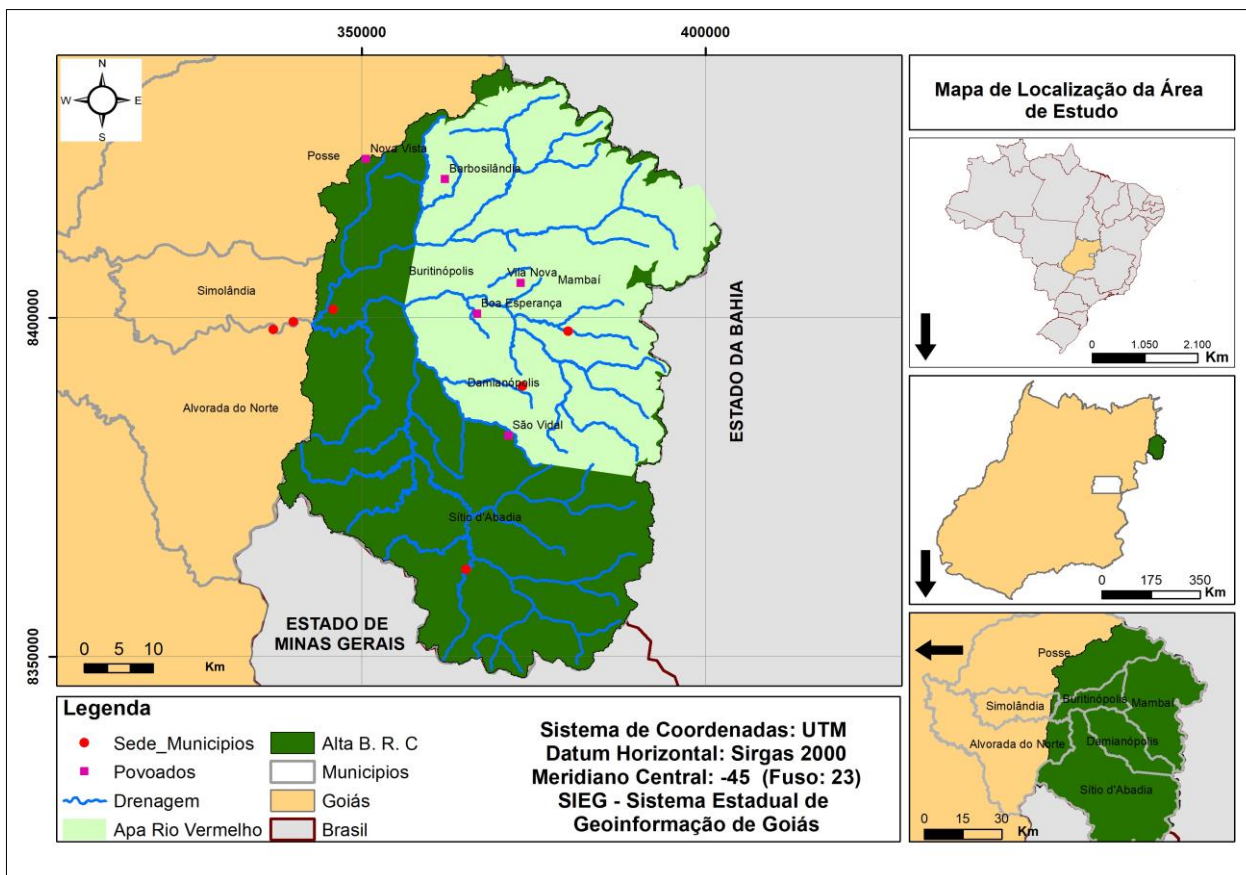 350000
400000
N
W
E
S
Posse
Nova Vista
Barbosilândia
Buritinópolis
Vila Nova
Mambaí
Simolândia
Boa Esperança
8400000
Alvorada do Norte
Damianópolis
São Vidal
Sítio d'Abadia
ESTADO DA BAHIA
ESTADO DE
MINAS GERAIS
8350000
0 5 10
Km
Legenda
Sede_Municipios
Povoados
Drenagem
Apa Rio Vermelho
Alta B. R. C
Municipios
Goiás
Brasil
Sistema de Coordenadas: UTM
Datum Horizontal: Sirgas 2000
Meridiano Central: -45 (Fuso: 23)
SIEG - Sistema Estadual de
Geoinformação de Goiás
Mapa de Localização da Área
de Estudo
0 1.050 2.100
Km
0 175 350
Km
Posse
Buritinópolis
Mambaí
Simolândia
Alvorada do Norte
Damianópolis
Sítio d'Abadia
0 15 30
Km